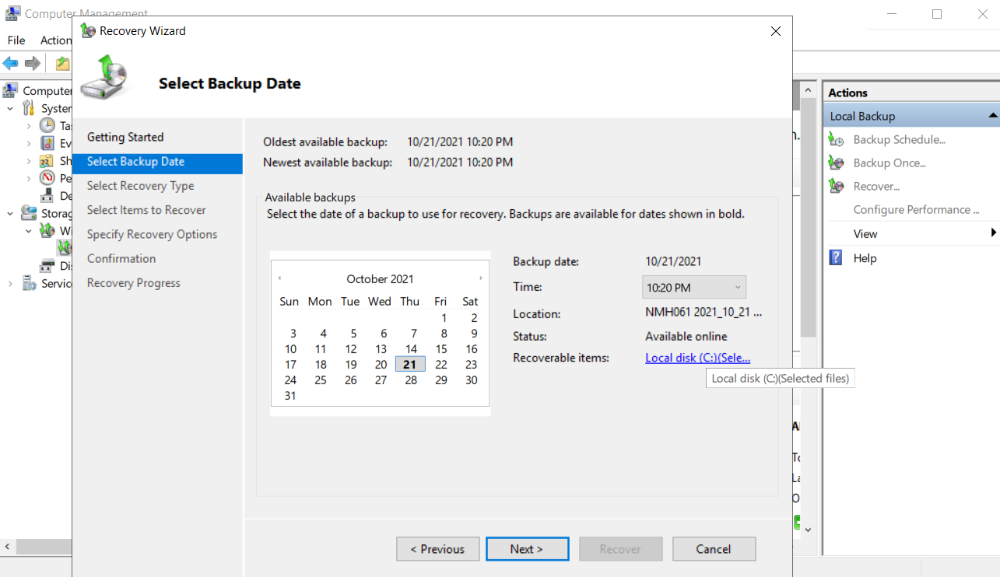 Computer Management
Recovery Wizard
File
Action
Select Backup Date
Computer
System
Tas
Ev
Sh
Pe
De
Storag
Wi
Di
Servic
Getting Started
Select Backup Date
Select Recovery Type
Select Items to Recover
Specify Recovery Options
Confirmation
Recovery Progress
Oldest available backup: 10/21/2021 10:20 PM
Newest available backup: 10/21/2021 10:20 PM
Available backups
Select the date of a backup to use for recovery. Backups are available for dates shown in bold.
October 2021
Sun Mon Tue Wed Thu Fri Sat
1 2
3 4 5 6 7 8 9
10 11 12 13 14 15 16
17 18 19 20 21 22 23
24 25 26 27 28 29 30
31
Backup date: 10/21/2021
Time: 10:20 PM
Location: NMH061 2021_10_21 ...
Status: Available online
Recoverable items: Local disk (C:)(Sele...
Local disk (C:)(Selected files)
< Previous
Next >
Recover
Cancel
Actions
Local Backup
Backup Schedule...
Backup Once...
Recover...
Configure Performance ...
View
Help